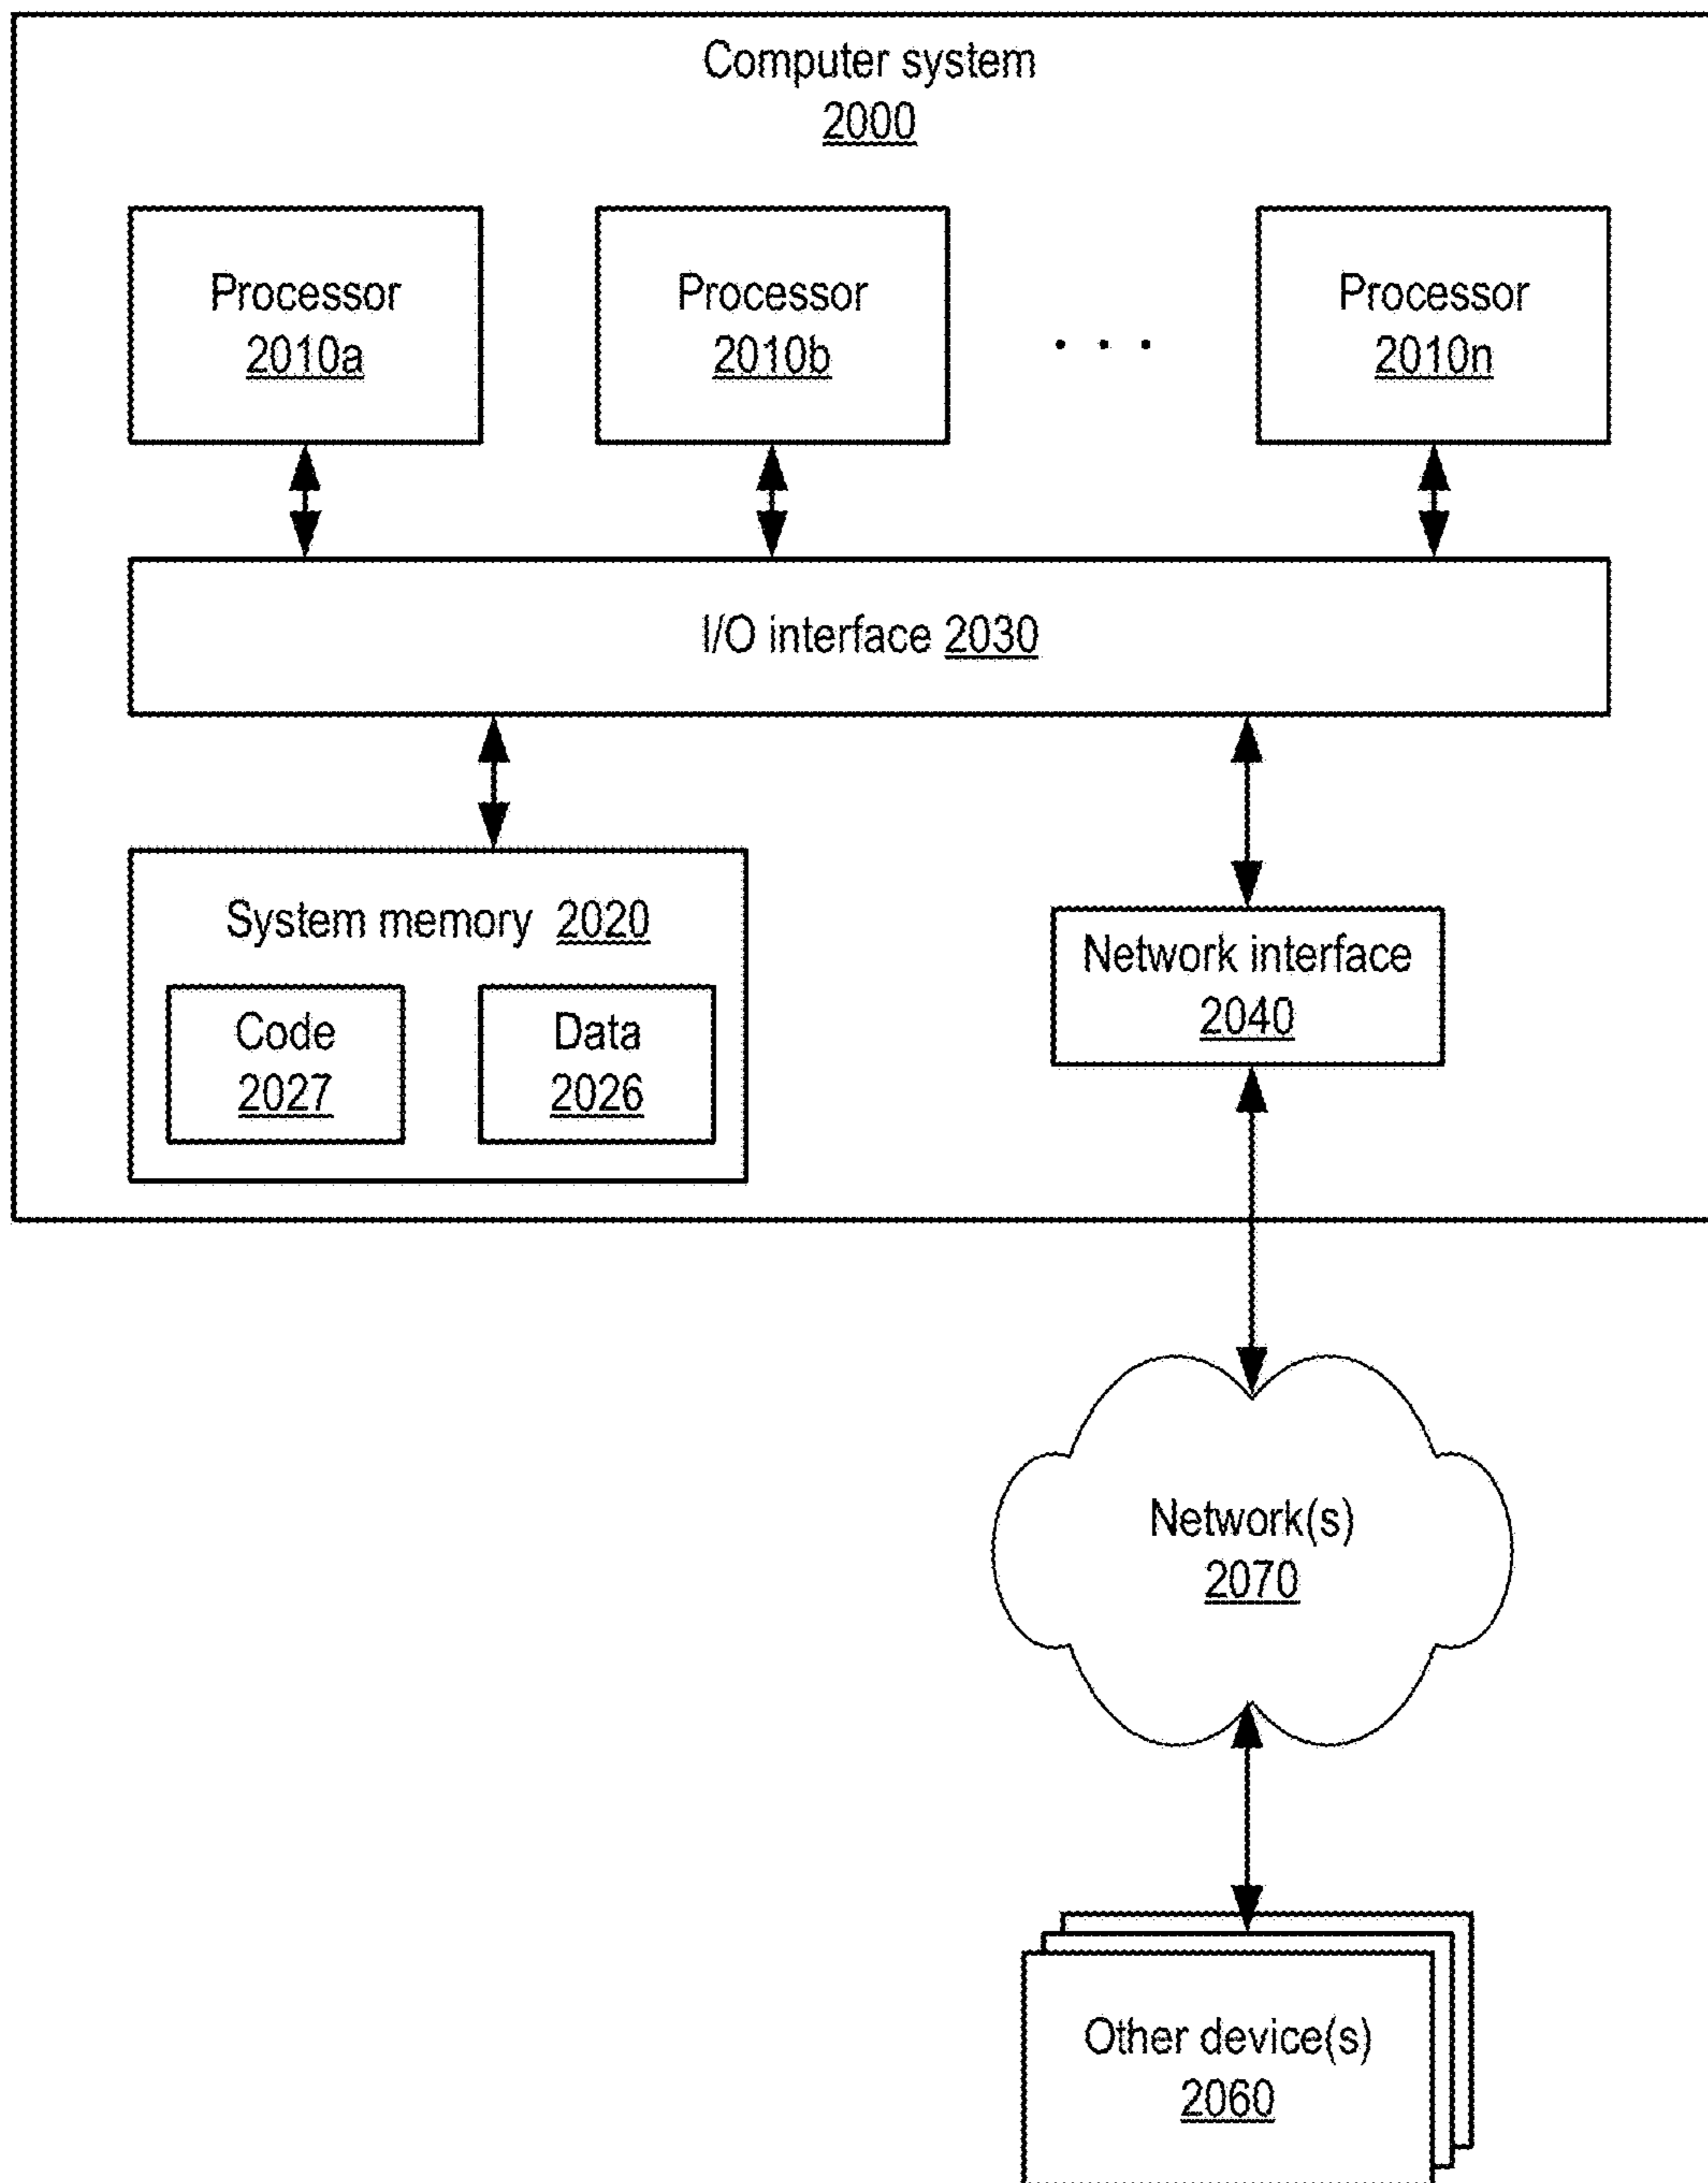 Computer system
2000
Processor
2010a
Processor
2010b
. . .
Processor
2010n
I/O interface 2030
System memory 2020
Code
2027
Data
2026
Network interface
2040
Network(s)
2070
Other device(s)
2060